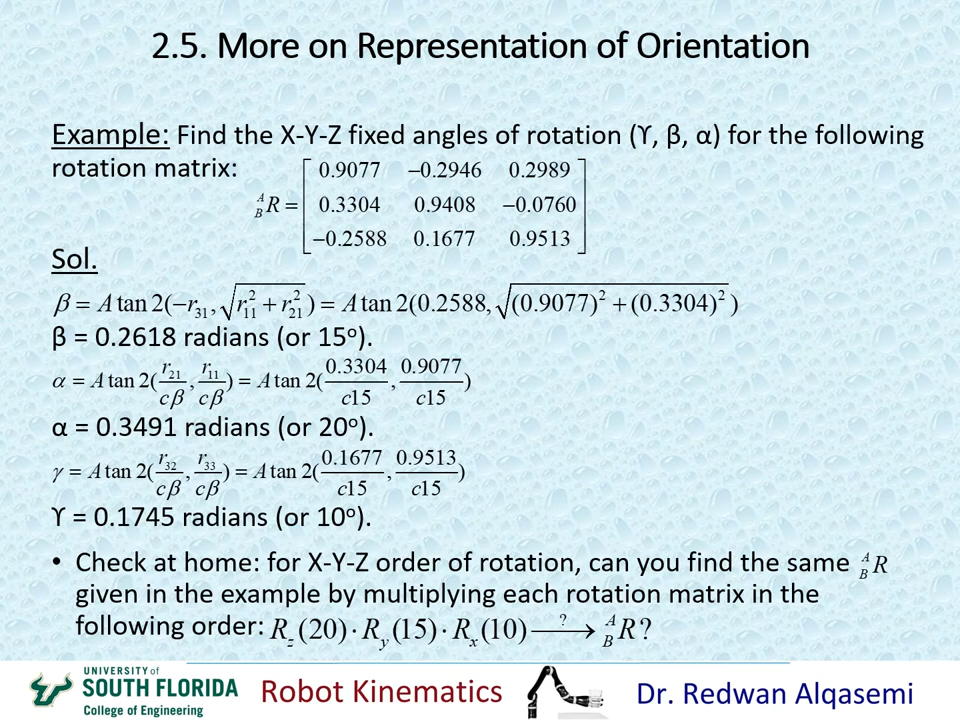 2.5. More on Representation of Orientation
Example: Find the X-Y-Z fixed angles of rotation (ϒ, β, α) for the following
rotation matrix:
^A_B R = [ 0.9077 −0.2946 0.2989
0.3304 0.9408 −0.0760
−0.2588 0.1677 0.9513 ]
Sol.
β = A tan 2(−r₃₁, √(r₁₁² + r₂₁²)) = A tan 2(0.2588, √((0.9077)² + (0.3304)²))
β = 0.2618 radians (or 15º).
α = A tan 2(r₂₁/cβ, r₁₁/cβ) = A tan 2(0.3304/c15, 0.9077/c15)
α = 0.3491 radians (or 20º).
γ = A tan 2(r₃₂/cβ, r₃₃/cβ) = A tan 2(0.1677/c15, 0.9513/c15)
ϒ = 0.1745 radians (or 10º).
• Check at home: for X-Y-Z order of rotation, can you find the same ^A_B R
given in the example by multiplying each rotation matrix in the
following order: R_z(20)·R_y(15)·R_x(10) —?→ ^A_B R?
UNIVERSITY of
SOUTH FLORIDA
College of Engineering
Robot Kinematics
Dr. Redwan Alqasemi